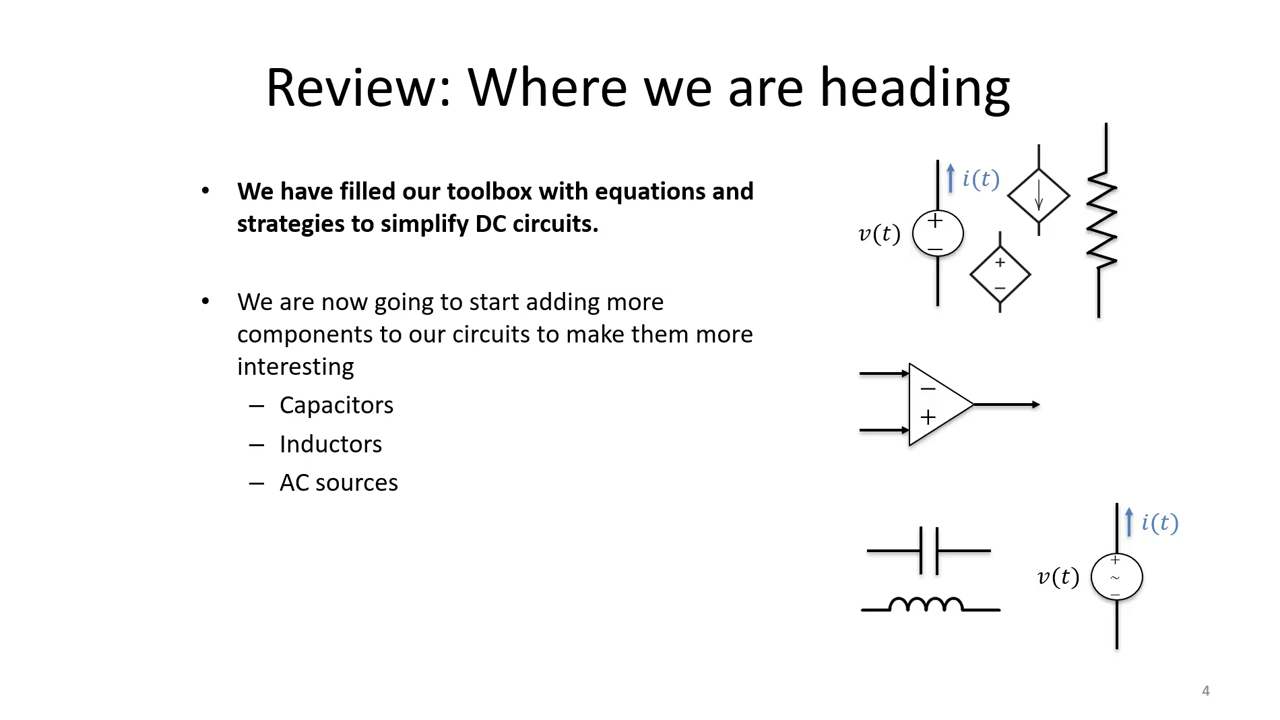 Review: Where we are heading
• We have filled our toolbox with equations and
strategies to simplify DC circuits.
• We are now going to start adding more
components to our circuits to make them more
interesting
– Capacitors
– Inductors
– AC sources
i(t)
v(t)
+
−
+
−
−
+
i(t)
v(t)
+
~
−
4